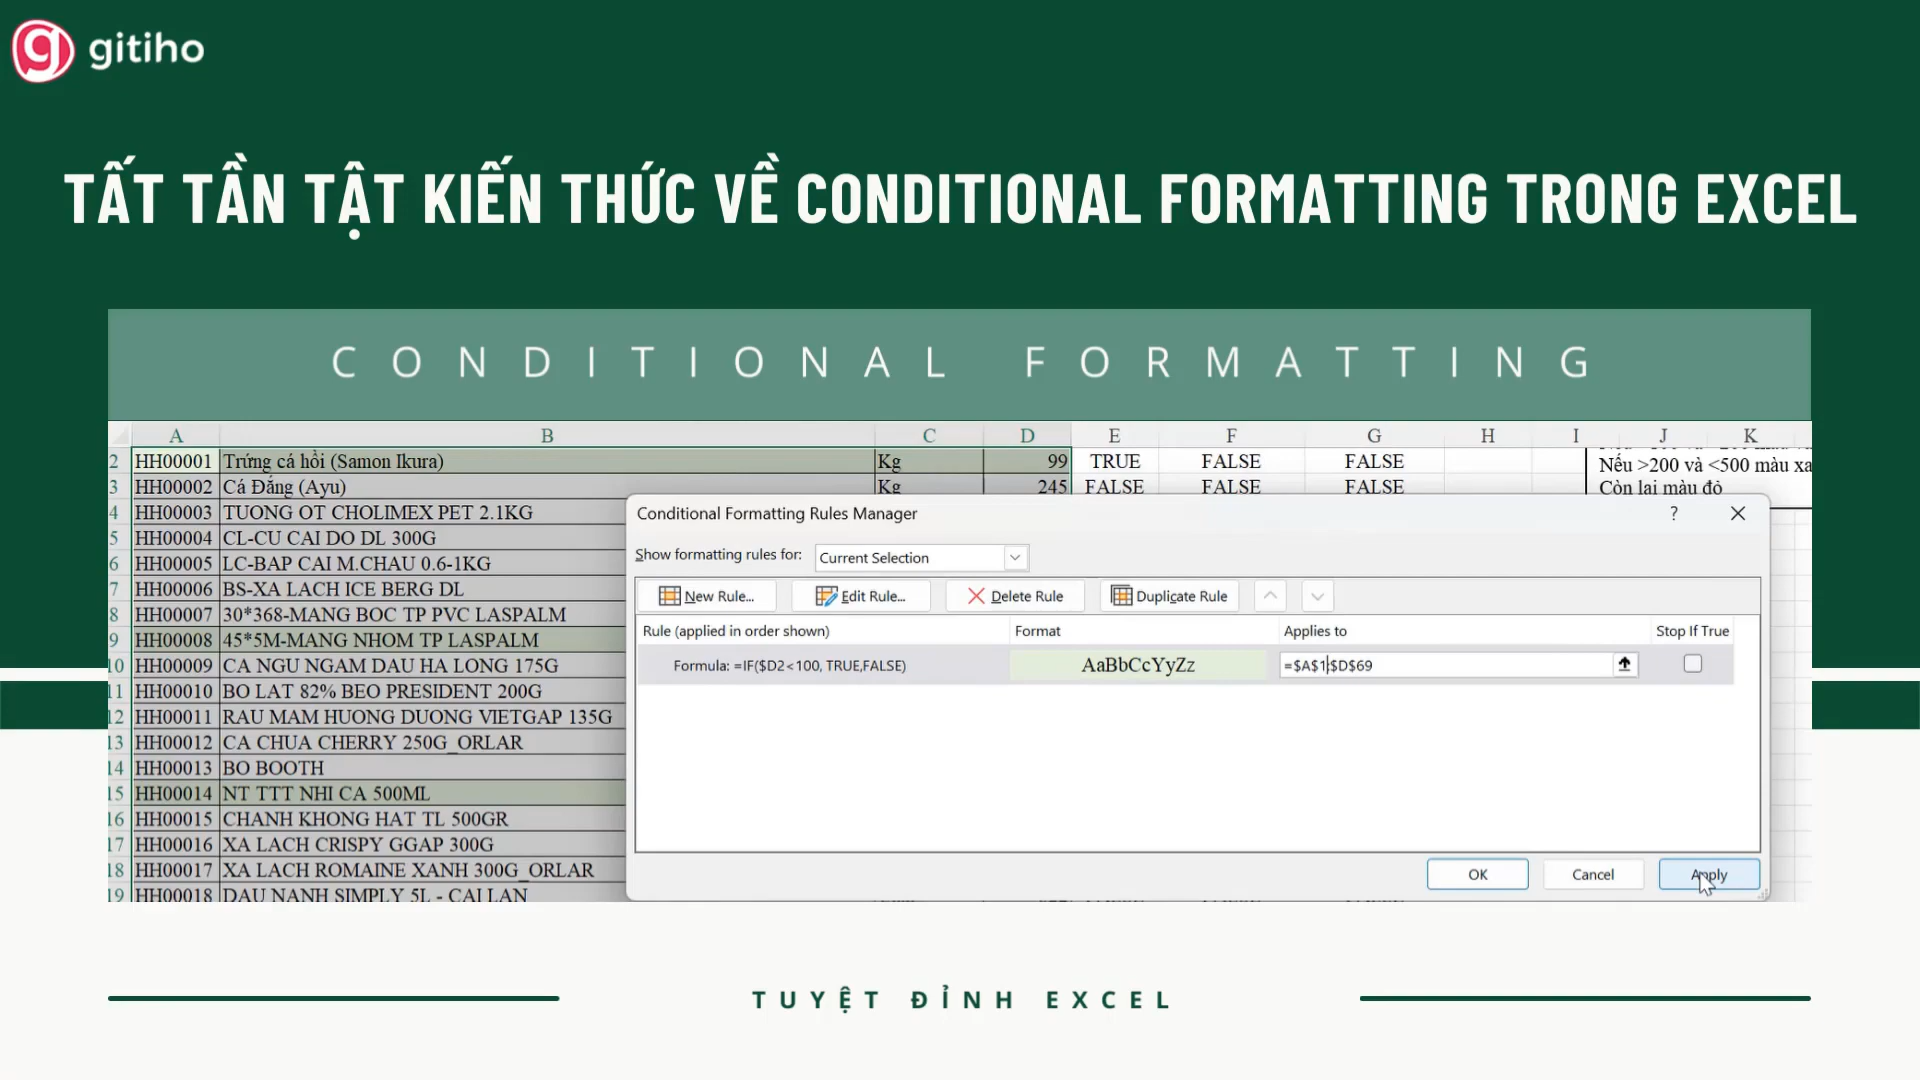 gitiho
TẤT TẦN TẬT KIẾN THỨC VỀ CONDITIONAL FORMATTING TRONG EXCEL
CONDITIONAL FORMATTING
A B C D E F G H I J K
2 HH00001 Trứng cá hồi (Samon Ikura) Kg 99 TRUE FALSE FALSE
Nếu >200 và <500 màu xa
3 HH00002 Cá Đắng (Ayu) Kg 245 FALSE FALSE FALSE
Còn lại màu đỏ
4 HH00003 TUONG OT CHOLIMEX PET 2.1KG
5 HH00004 CL-CU CAI DO DL 300G
6 HH00005 LC-BAP CAI M.CHAU 0.6-1KG
7 HH00006 BS-XA LACH ICE BERG DL
8 HH00007 30*368-MANG BOC TP PVC LASPALM
9 HH00008 45*5M-MANG NHOM TP LASPALM
10 HH00009 CA NGU NGAM DAU HA LONG 175G
11 HH00010 BO LAT 82% BEO PRESIDENT 200G
12 HH00011 RAU MAM HUONG DUONG VIETGAP 135G
13 HH00012 CA CHUA CHERRY 250G_ORLAR
14 HH00013 BO BOOTH
15 HH00014 NT TTT NHI CA 500ML
16 HH00015 CHANH KHONG HAT TL 500GR
17 HH00016 XA LACH CRISPY GGAP 300G
18 HH00017 XA LACH ROMAINE XANH 300G_ORLAR
19 HH00018 DAU NANH SIMPLY 5L - CAI LAN
Conditional Formatting Rules Manager ?
Show formatting rules for: Current Selection
New Rule... Edit Rule... Delete Rule Duplicate Rule
Rule (applied in order shown) Format Applies to Stop If True
Formula: =IF($D2<100, TRUE,FALSE) AaBbCcYyZz =$A$1:$D$69
OK Cancel Apply
TUYỆT ĐỈNH EXCEL